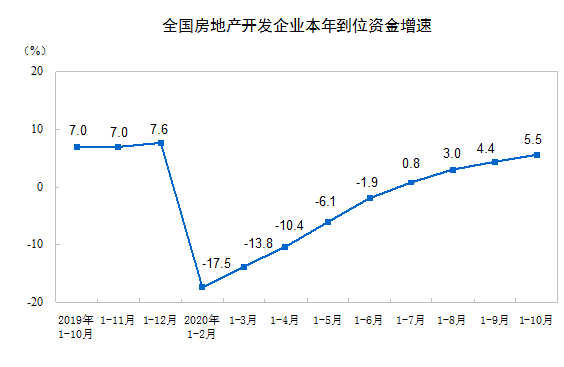 全国房地产开发企业本年到位资金增速
(%)
20
10
0
-10
-20
7.0
7.0
7.6
-17.5
-13.8
-10.4
-6.1
-1.9
0.8
3.0
4.4
5.5
2019年
1-10月
1-11月
1-12月
2020年
1-2月
1-3月
1-4月
1-5月
1-6月
1-7月
1-8月
1-9月
1-10月